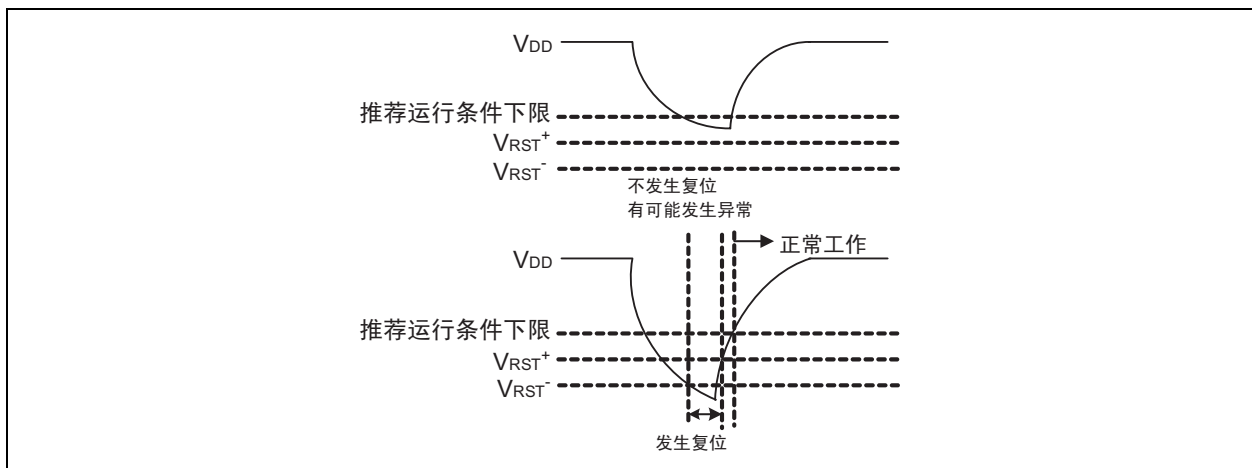 VDD
推荐运行条件下限
VRST+
VRST-
不发生复位
有可能发生异常
正常工作
VDD
推荐运行条件下限
VRST+
VRST-
发生复位